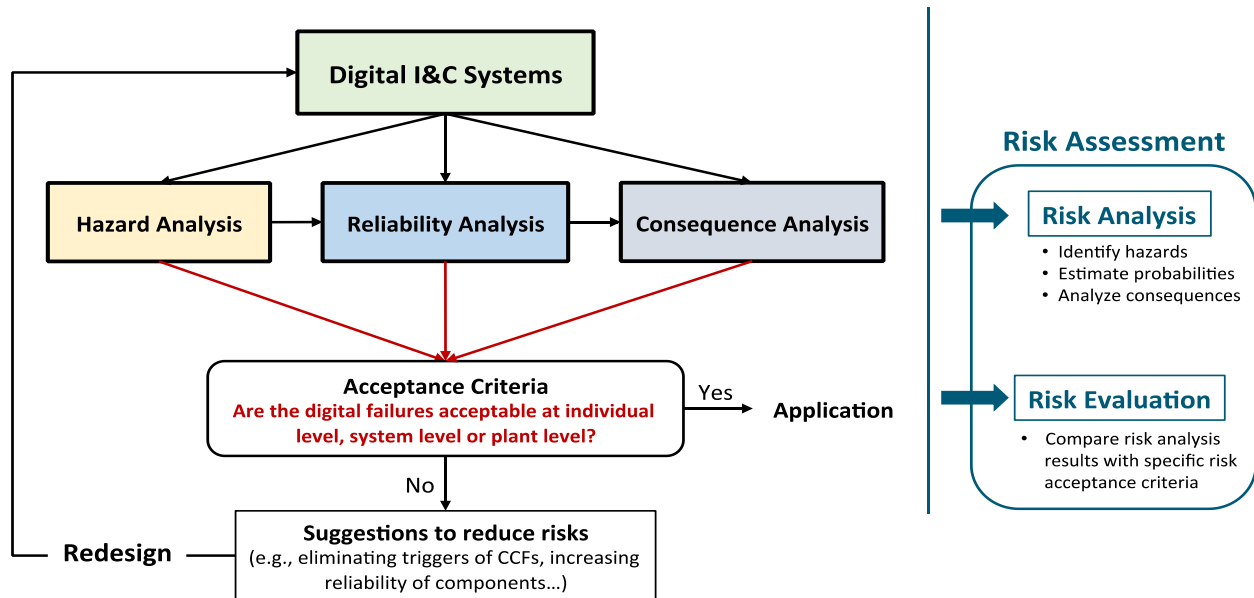 Digital I&C Systems
Hazard Analysis
Reliability Analysis
Consequence Analysis
Acceptance Criteria
Are the digital failures acceptable at individual
level, system level or plant level?
Yes
Application
No
Suggestions to reduce risks
(e.g., eliminating triggers of CCFs, increasing
reliability of components…)
Redesign
Risk Assessment
Risk Analysis
• Identify hazards
• Estimate probabilities
• Analyze consequences
Risk Evaluation
• Compare risk analysis
results with specific risk
acceptance criteria